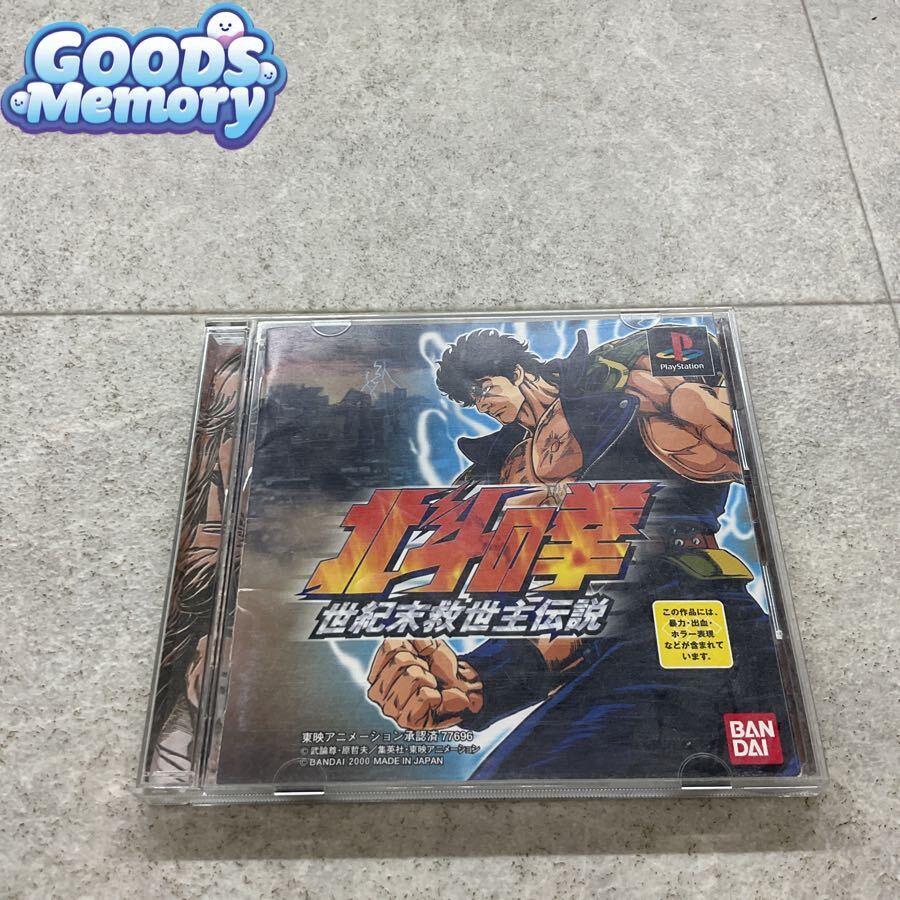 GOODS
Memory
PlayStation
北斗の拳
世紀末救世主伝説
この作品には、
暴力・出血・
ホラー表現
などが含まれて
います。
東映アニメーション承認済 77696
© 武論尊・原哲夫/集英社・東映アニメーション
© BANDAI 2000 MADE IN JAPAN
BAN
DAI